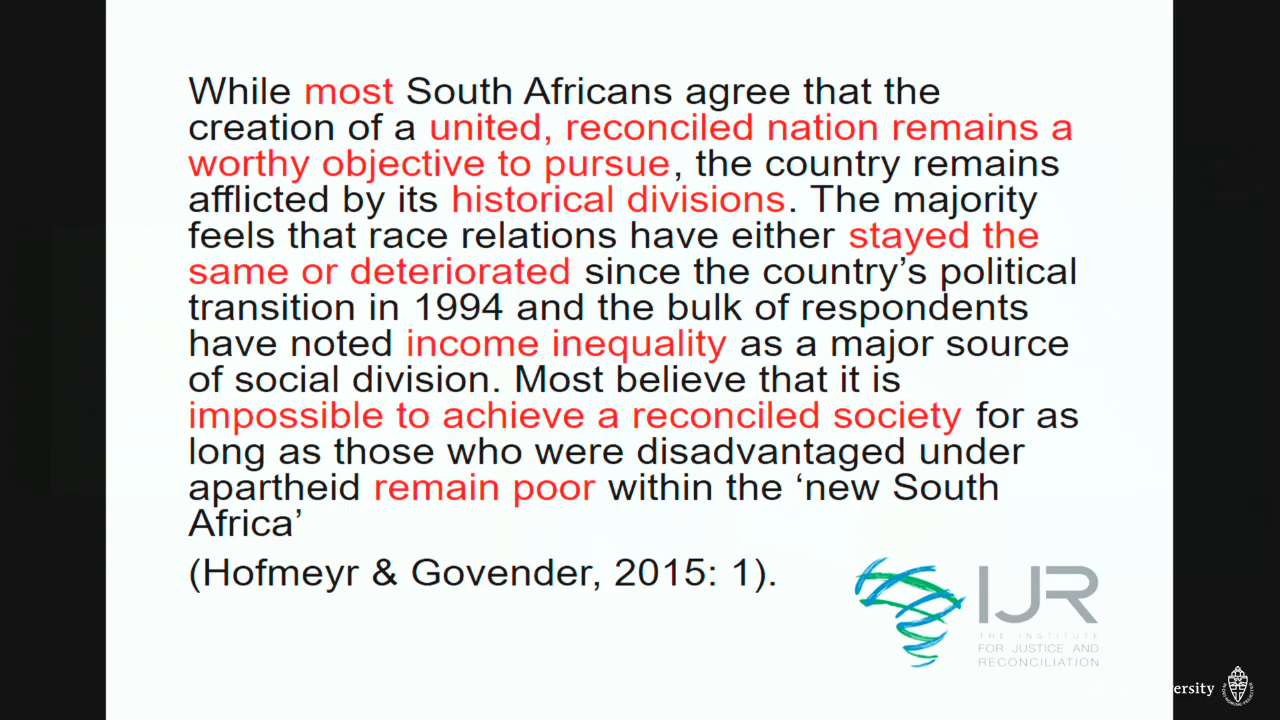 While most South Africans agree that the
creation of a united, reconciled nation remains a
worthy objective to pursue, the country remains
afflicted by its historical divisions. The majority
feels that race relations have either stayed the
same or deteriorated since the country’s political
transition in 1994 and the bulk of respondents
have noted income inequality as a major source
of social division. Most believe that it is
impossible to achieve a reconciled society for as
long as those who were disadvantaged under
apartheid remain poor within the ‘new South
Africa’
(Hofmeyr & Govender, 2015: 1).
IJR
THE INSTITUTE
FOR JUSTICE AND
RECONCILIATION